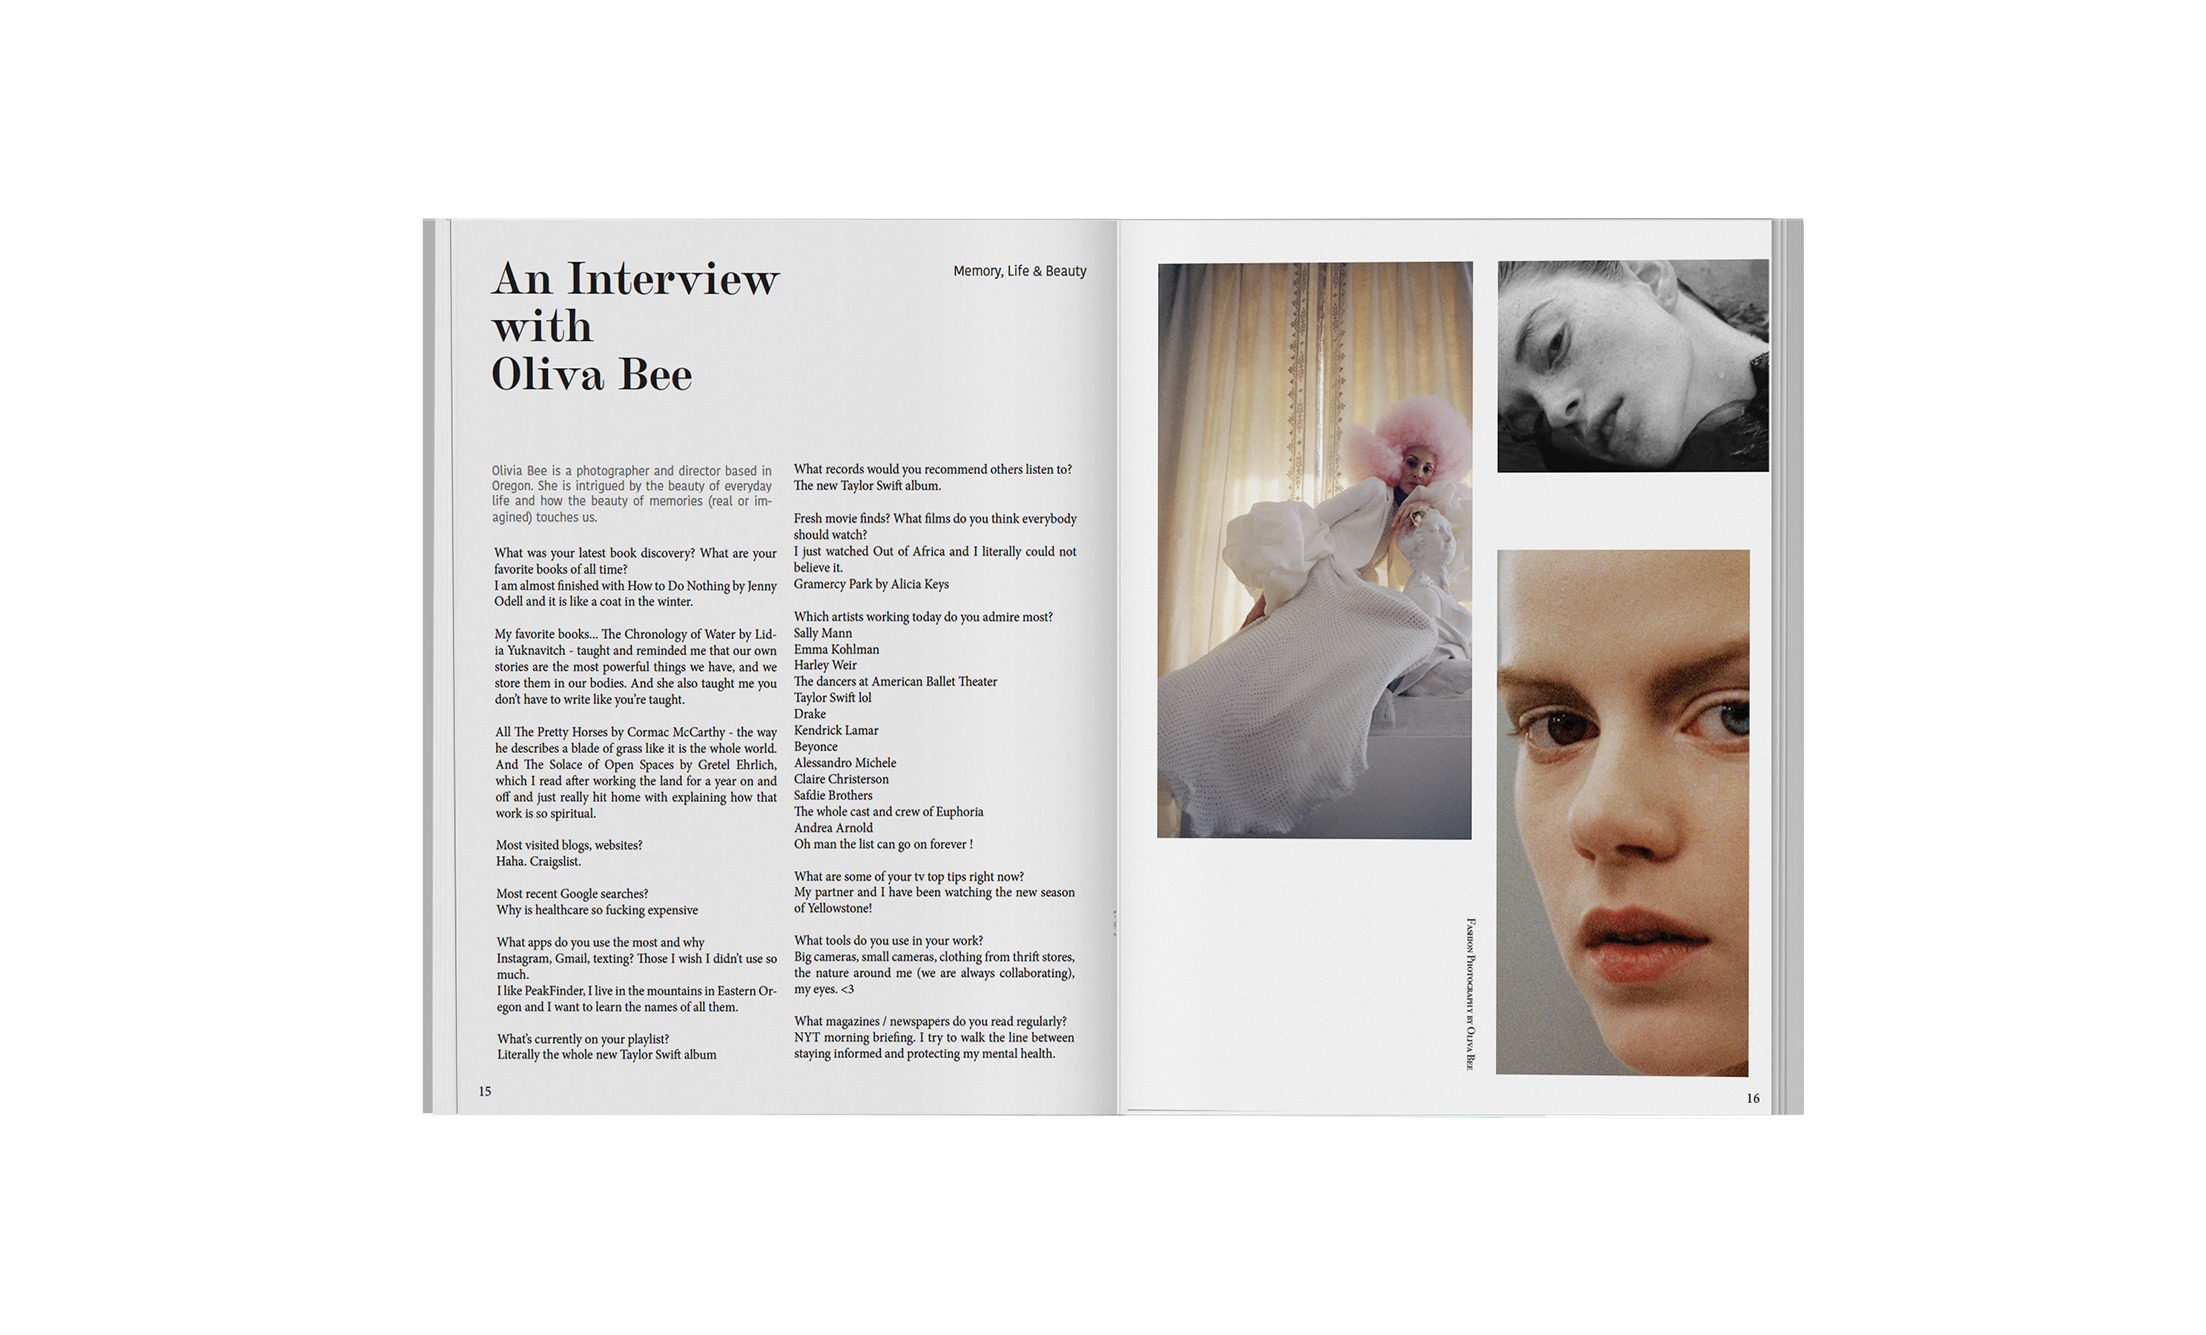 An Interview
with
Oliva Bee
Memory, Life & Beauty
Olivia Bee is a photographer and director based in
Oregon. She is intrigued by the beauty of everyday
life and how the beauty of memories (real or im-
agined) touches us.
What was your latest book discovery? What are your
favorite books of all time?
I am almost finished with How to Do Nothing by Jenny
Odell and it is like a coat in the winter.
My favorite books... The Chronology of Water by Lid-
ia Yuknavitch - taught and reminded me that our own
stories are the most powerful things we have, and we
store them in our bodies. And she also taught me you
don't have to write like you're taught.
All The Pretty Horses by Cormac McCarthy - the way
he describes a blade of grass like it is the whole world.
And The Solace of Open Spaces by Gretel Ehrlich,
which I read after working the land for a year on and
off and just really hit home with explaining how that
work is so spiritual.
Most visited blogs, websites?
Haha. Craigslist.
Most recent Google searches?
Why is healthcare so fucking expensive
What apps do you use the most and why
Instagram, Gmail, texting? Those I wish I didn't use so
much.
I like PeakFinder, I live in the mountains in Eastern Or-
egon and I want to learn the names of all them.
What's currently on your playlist?
Literally the whole new Taylor Swift album
15
What records would you recommend others listen to?
The new Taylor Swift album.
Fresh movie finds? What films do you think everybody
should watch?
I just watched Out of Africa and I literally could not
believe it.
Gramercy Park by Alicia Keys
Which artists working today do you admire most?
Sally Mann
Emma Kohlman
Harley Weir
The dancers at American Ballet Theater
Taylor Swift lol
Drake
Kendrick Lamar
Beyonce
Alessandro Michele
Claire Christerson
Safdie Brothers
The whole cast and crew of Euphoria
Andrea Arnold
Oh man the list can go on forever !
What are some of your tv top tips right now?
My partner and I have been watching the new season
of Yellowstone!
What tools do you use in your work?
Big cameras, small cameras, clothing from thrift stores,
the nature around me (we are always collaborating),
my eyes. <3
What magazines / newspapers do you read regularly?
NYT morning briefing. I try to walk the line between
staying informed and protecting my mental health.
Fashion Photography by Oliva Bee
16